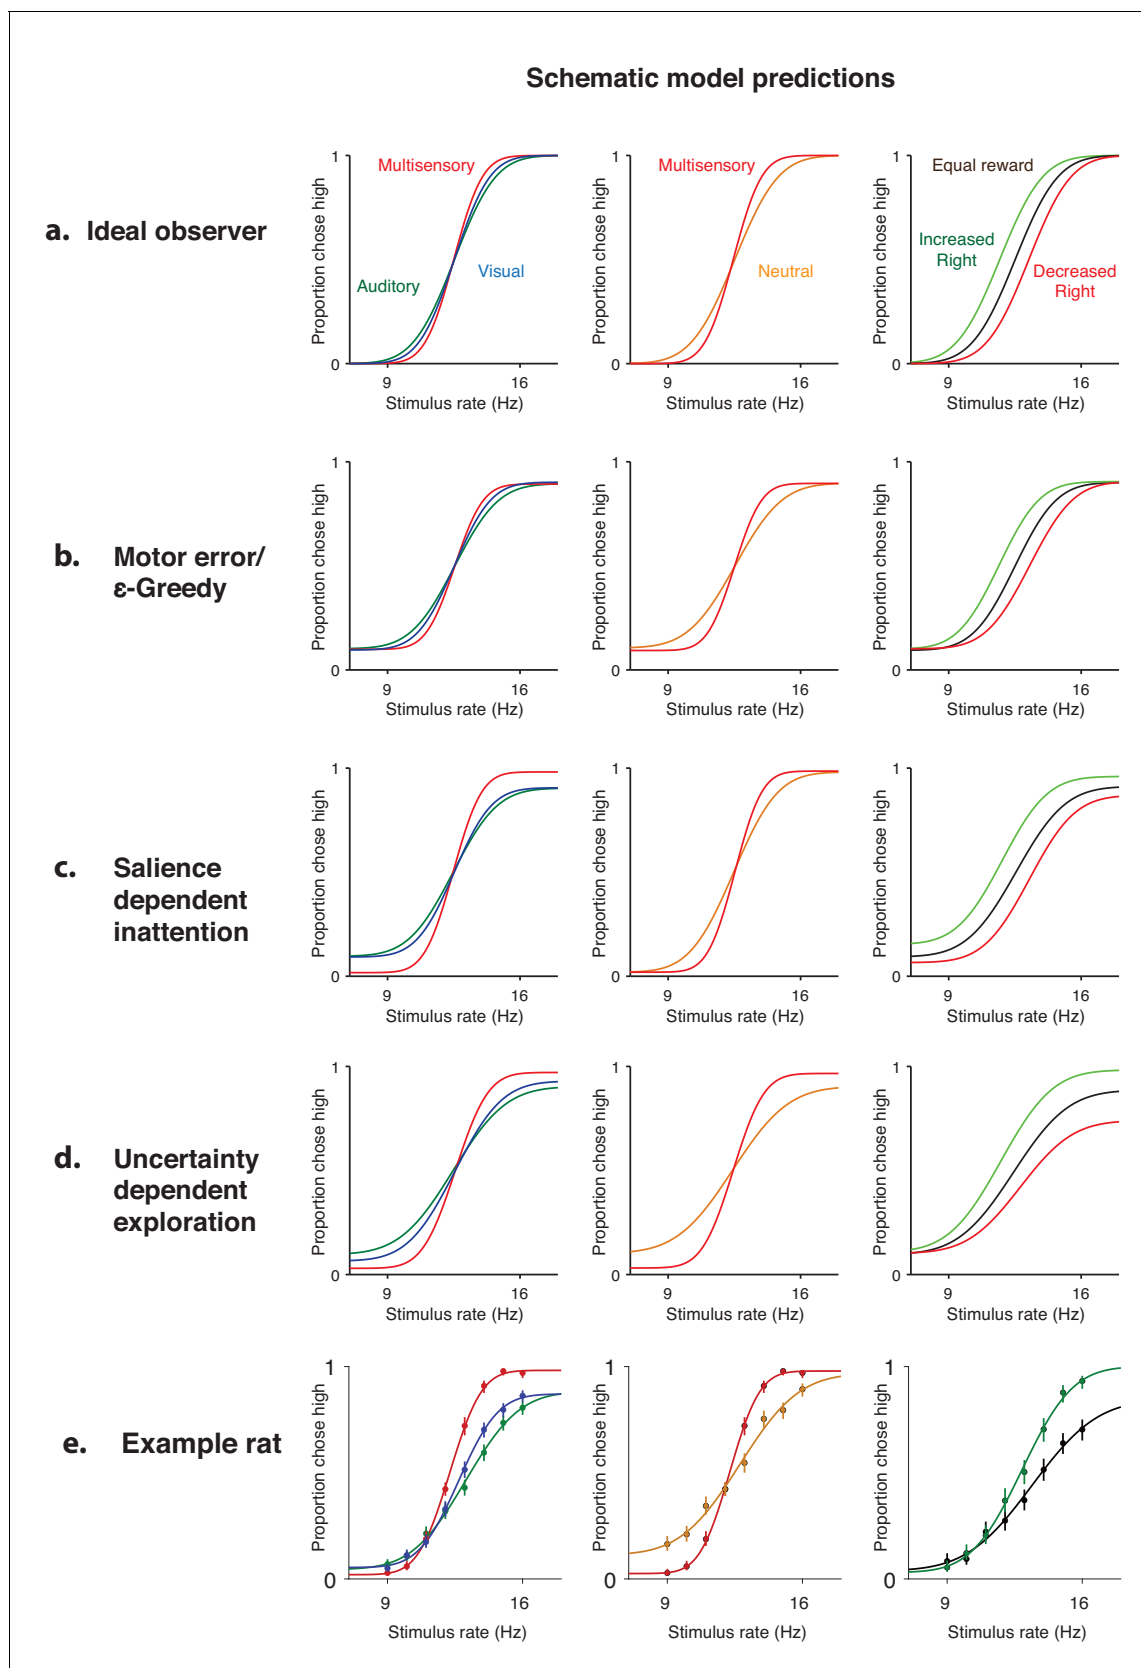 Schematic model predictions
a. Ideal observer
Proportion chose high
1
0
Multisensory
Auditory
Visual
9
16
Stimulus rate (Hz)
Proportion chose high
1
0
Multisensory
Neutral
9
16
Stimulus rate (Hz)
Proportion chose high
1
0
Equal reward
Increased
Right
Decreased
Right
9
16
Stimulus rate (Hz)
b. Motor error/
ε-Greedy
Proportion chose high
1
0
9
16
Stimulus rate (Hz)
Proportion chose high
1
0
9
16
Stimulus rate (Hz)
Proportion chose high
1
0
9
16
Stimulus rate (Hz)
c. Salience
dependent
inattention
Proportion chose high
1
0
9
16
Stimulus rate (Hz)
Proportion chose high
1
0
9
16
Stimulus rate (Hz)
Proportion chose high
1
0
9
16
Stimulus rate (Hz)
d. Uncertainty
dependent
exploration
Proportion chose high
1
0
9
16
Stimulus rate (Hz)
Proportion chose high
1
0
9
16
Stimulus rate (Hz)
Proportion chose high
1
0
9
16
Stimulus rate (Hz)
e. Example rat
Proportion chose high
1
0
9
16
Stimulus rate (Hz)
Proportion chose high
1
0
9
16
Stimulus rate (Hz)
Proportion chose high
1
0
9
16
Stimulus rate (Hz)